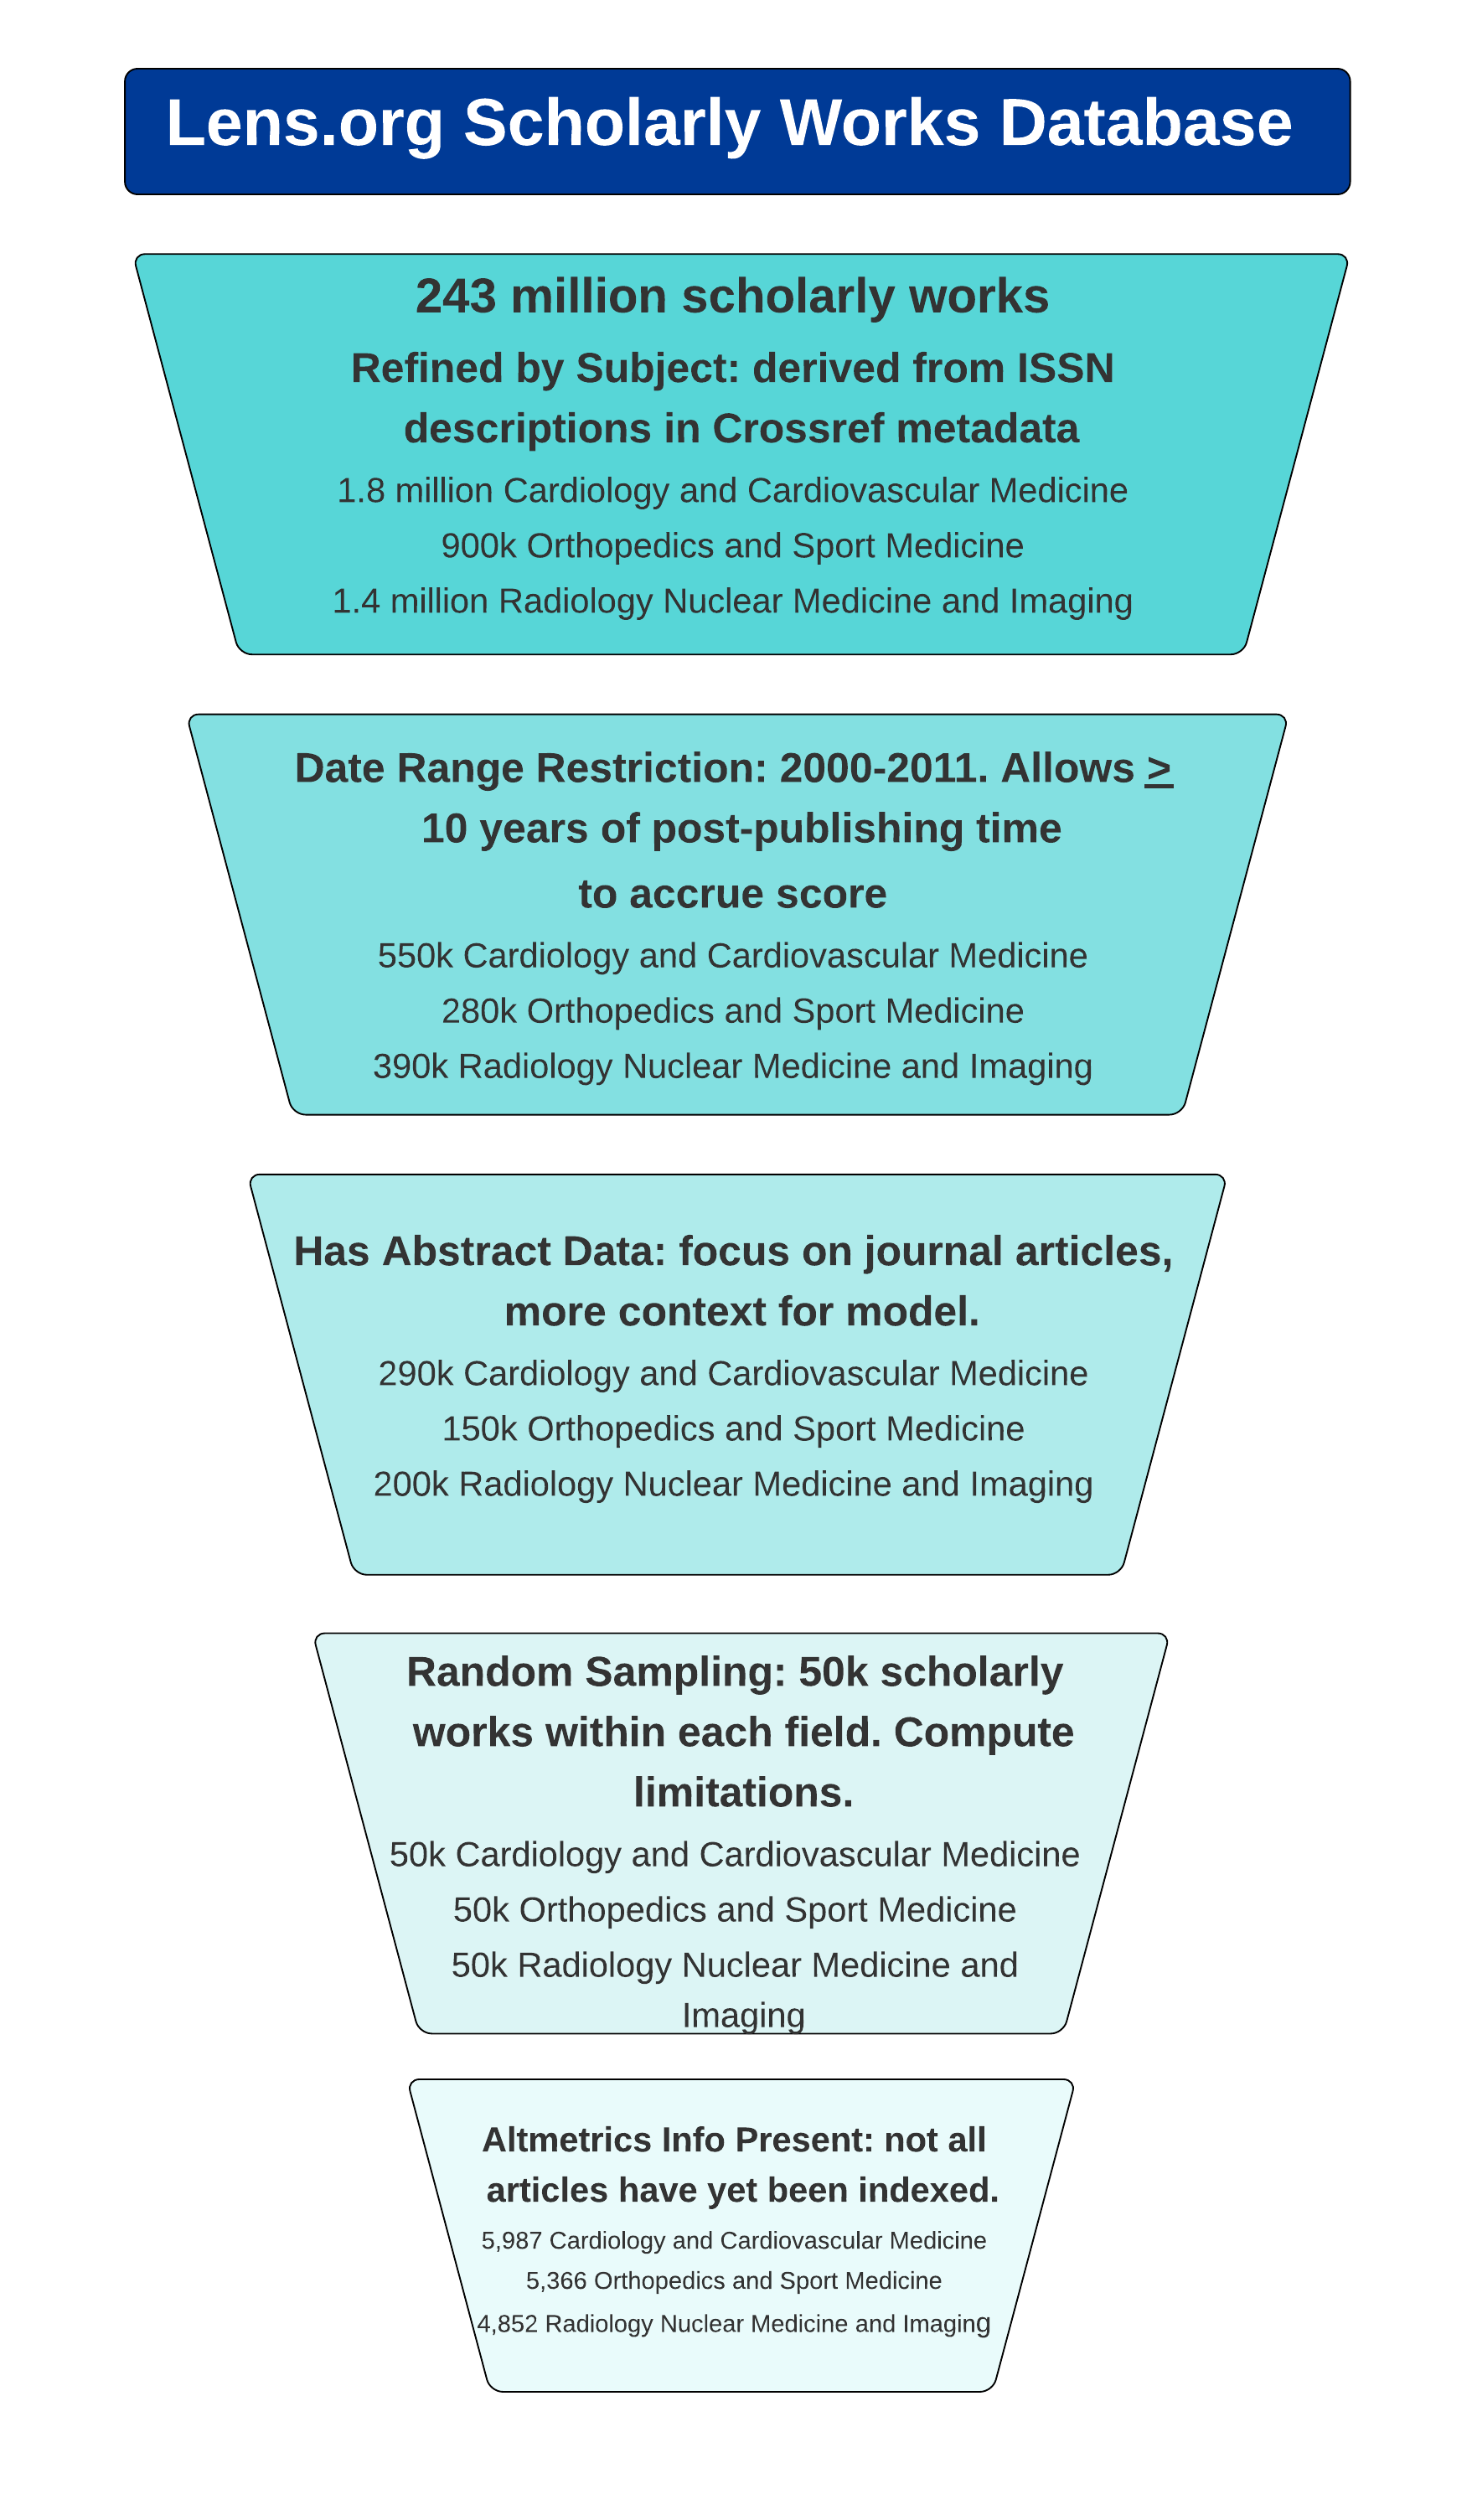 Lens.org Scholarly Works Database
243 million scholarly works
Refined by Subject: derived from ISSN
descriptions in Crossref metadata
1.8 million Cardiology and Cardiovascular Medicine
900k Orthopedics and Sport Medicine
1.4 million Radiology Nuclear Medicine and Imaging
Date Range Restriction: 2000-2011. Allows ≥
10 years of post-publishing time
to accrue score
550k Cardiology and Cardiovascular Medicine
280k Orthopedics and Sport Medicine
390k Radiology Nuclear Medicine and Imaging
Has Abstract Data: focus on journal articles,
more context for model.
290k Cardiology and Cardiovascular Medicine
150k Orthopedics and Sport Medicine
200k Radiology Nuclear Medicine and Imaging
Random Sampling: 50k scholarly
works within each field. Compute
limitations.
50k Cardiology and Cardiovascular Medicine
50k Orthopedics and Sport Medicine
50k Radiology Nuclear Medicine and
Imaging
Altmetrics Info Present: not all
articles have yet been indexed.
5,987 Cardiology and Cardiovascular Medicine
5,366 Orthopedics and Sport Medicine
4,852 Radiology Nuclear Medicine and Imaging